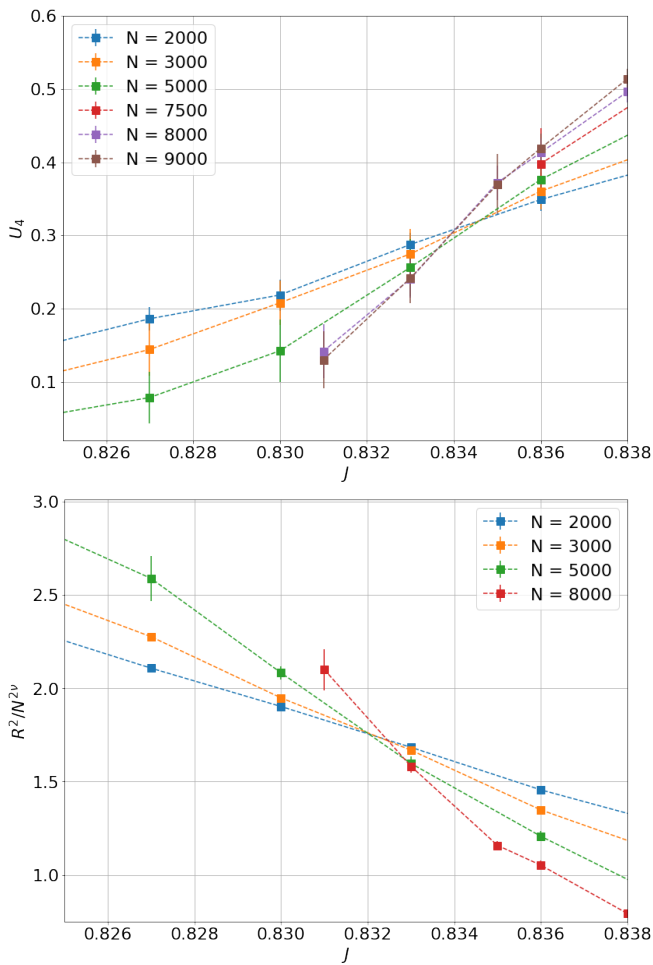 0.6
0.5
0.4
0.3
0.2
0.1
U₄
N = 2000
N = 3000
N = 5000
N = 7500
N = 8000
N = 9000
0.826 0.828 0.830 0.832 0.834 0.836 0.838
J
3.0
2.5
2.0
1.5
1.0
R²/N²ᵛ
N = 2000
N = 3000
N = 5000
N = 8000
0.826 0.828 0.830 0.832 0.834 0.836 0.838
J